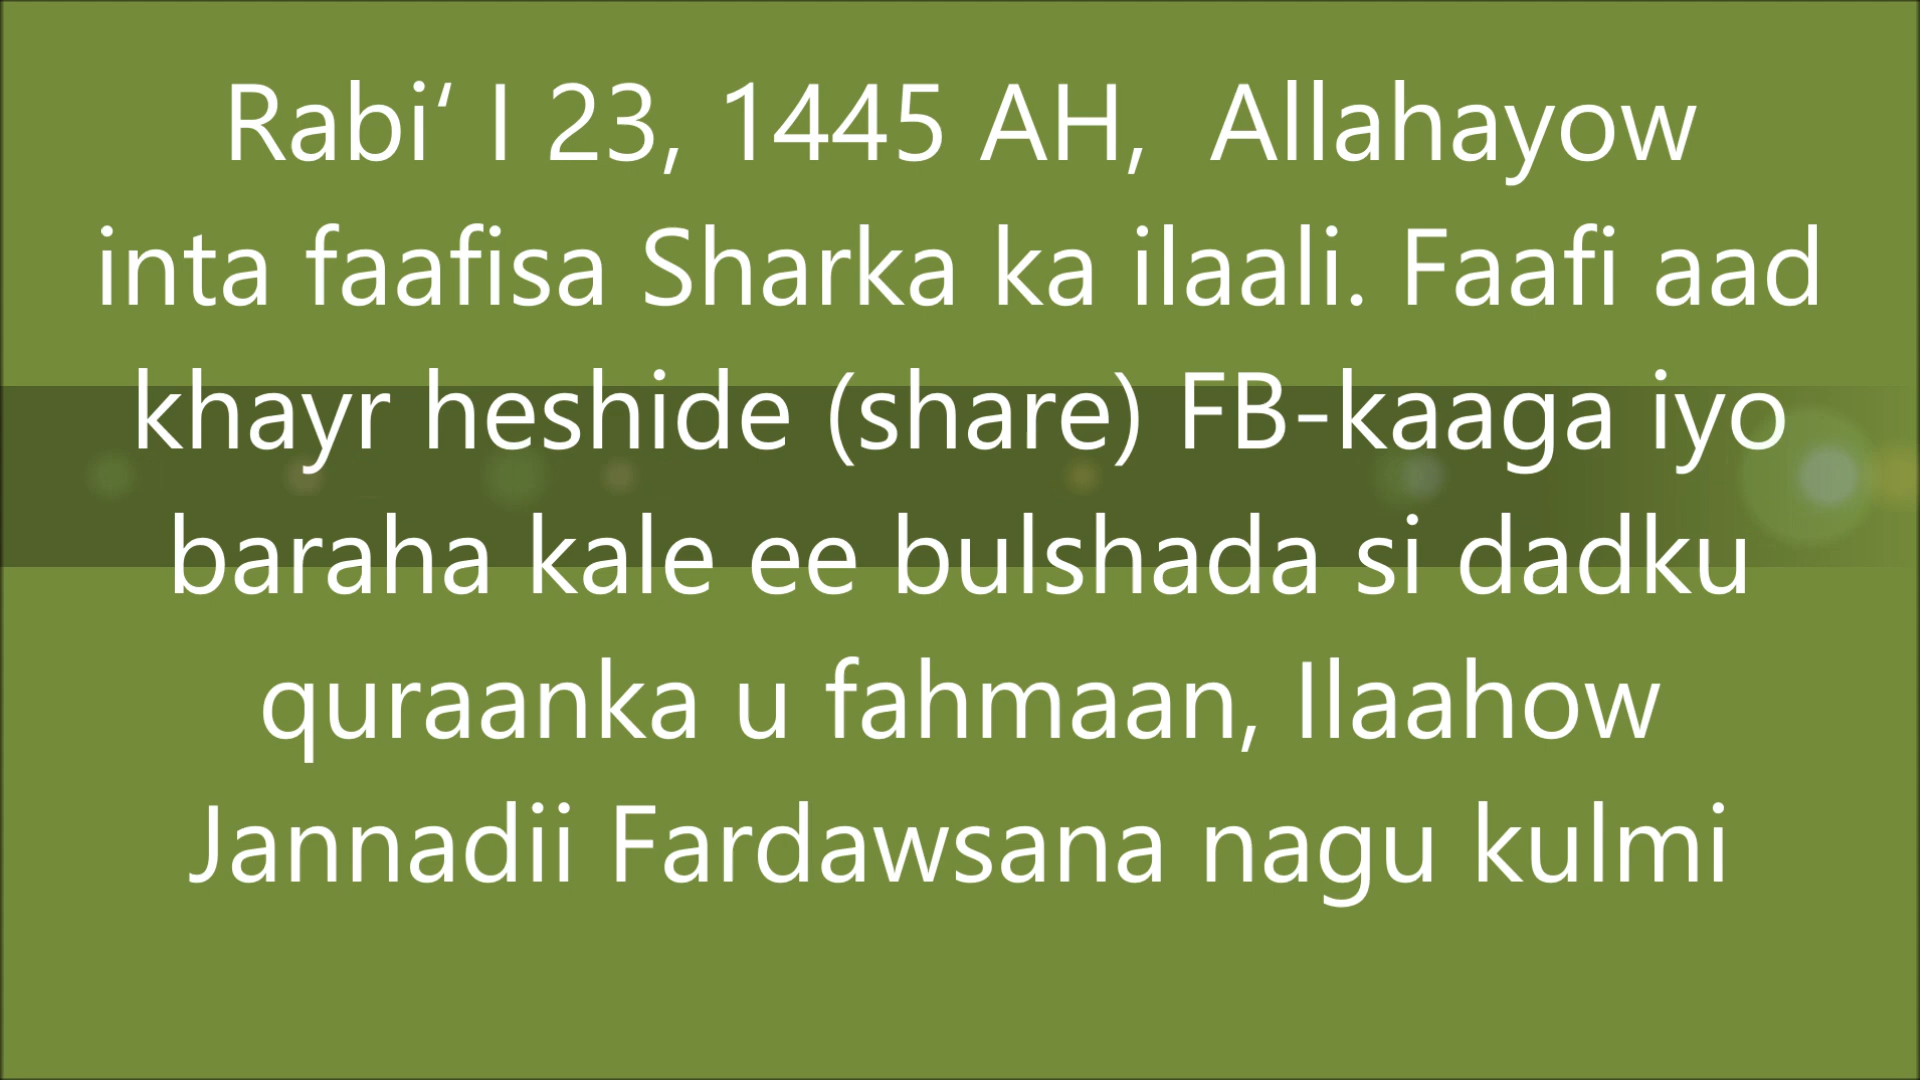 Rabi‘ I 23, 1445 AH,  Allahayow
inta faafisa Sharka ka ilaali. Faafi aad
khayr heshide (share) FB-kaaga iyo
baraha kale ee bulshada si dadku
quraanka u fahmaan, Ilaahow
Jannadii Fardawsana nagu kulmi